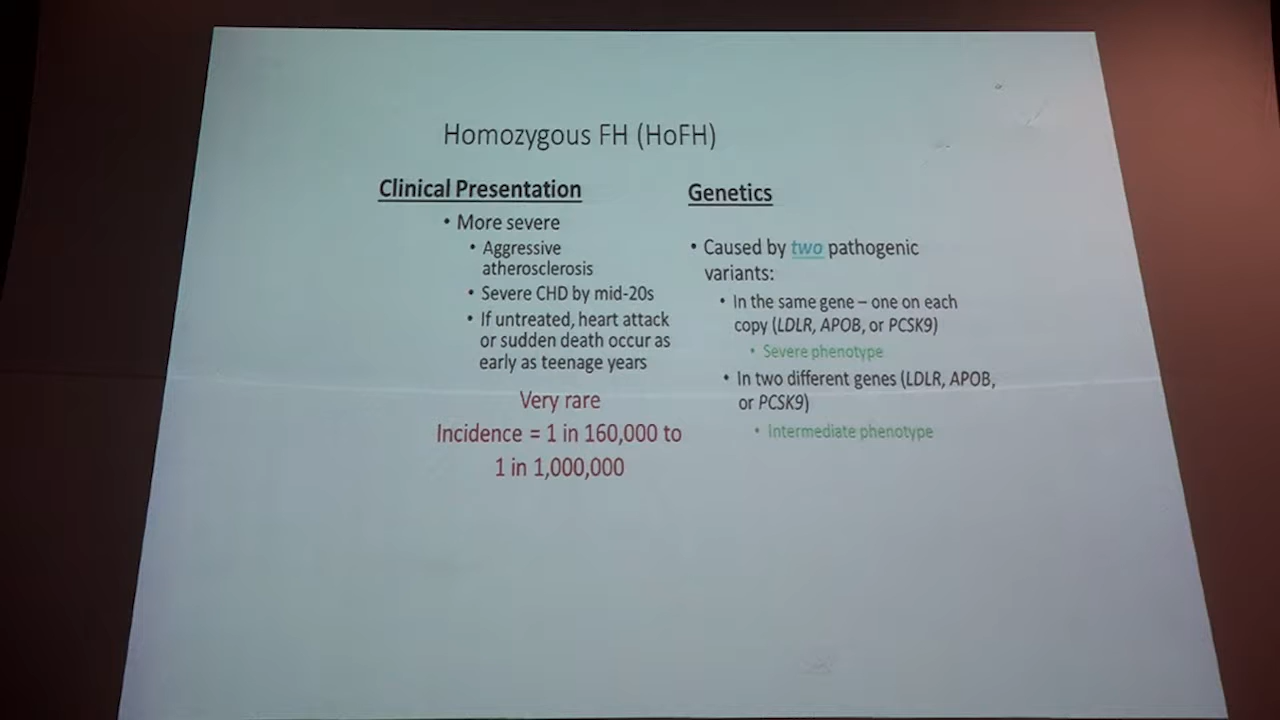 Homozygous FH (HoFH)
Clinical Presentation
• More severe
• Aggressive
atherosclerosis
• Severe CHD by mid-20s
• If untreated, heart attack
or sudden death occur as
early as teenage years
Very rare
Incidence = 1 in 160,000 to
1 in 1,000,000
Genetics
• Caused by two pathogenic
variants:
• In the same gene – one on each
copy (LDLR, APOB, or PCSK9)
• Severe phenotype
• In two different genes (LDLR, APOB,
or PCSK9)
• Intermediate phenotype